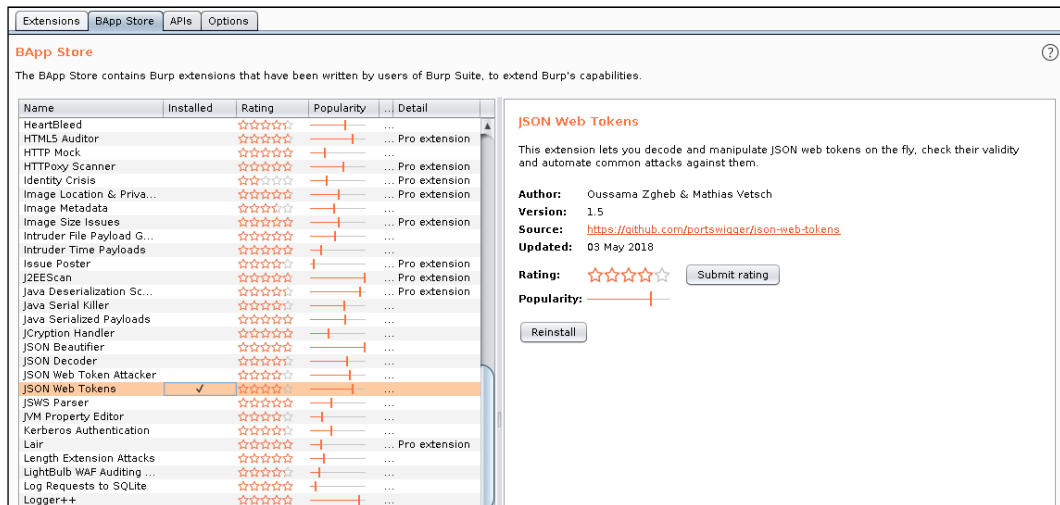 Extensions BApp Store APIs Options
BApp Store
?
The BApp Store contains Burp extensions that have been written by users of Burp Suite, to extend Burp's capabilities.
Name Installed Rating Popularity ... Detail
HeartBleed ...
HTML5 Auditor ... Pro extension
HTTP Mock ...
HTTPoxy Scanner ... Pro extension
Identity Crisis ... Pro extension
Image Location & Priva... ... Pro extension
Image Metadata ...
Image Size Issues ... Pro extension
Intruder File Payload G... ...
Intruder Time Payloads ...
Issue Poster ... Pro extension
J2EEScan ... Pro extension
Java Deserialization Sc... ... Pro extension
Java Serial Killer ...
Java Serialized Payloads ...
JCryption Handler ...
JSON Beautifier ...
JSON Decoder ...
JSON Web Token Attacker ...
JSON Web Tokens ✓ ...
JSWS Parser ...
JVM Property Editor ...
Kerberos Authentication ...
Lair ... Pro extension
Length Extension Attacks ...
LightBulb WAF Auditing ... ...
Log Requests to SQLite ...
Logger++ ...
JSON Web Tokens
This extension lets you decode and manipulate JSON web tokens on the fly, check their validity
and automate common attacks against them.
Author: Oussama Zgheb & Mathias Vetsch
Version: 1.5
Source: https://github.com/portswigger/json-web-tokens
Updated: 03 May 2018
Rating: Submit rating
Popularity:
Reinstall